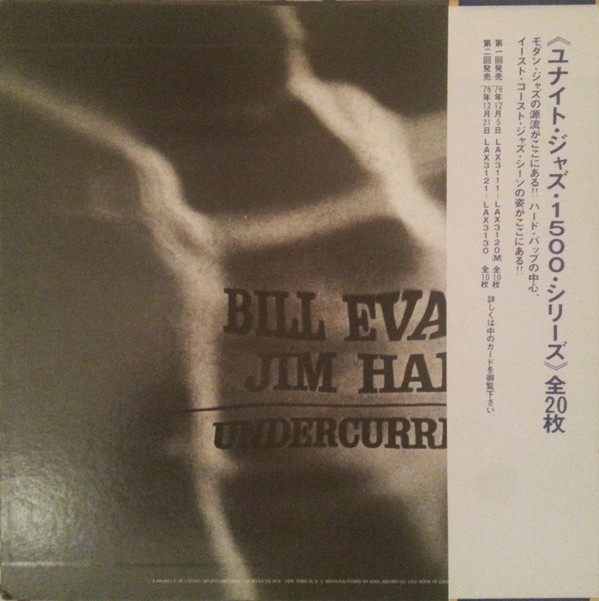 《ユナイト・ジャズ・1500・シリーズ》全20枚
モダン・ジャズの源流がここにある!! ハード・バップの中心、
イースト・コースト・ジャズ・シーンの姿がここにある!!
第一回発売 '76年12月5日 LAX3111/LAX3120(M) 全10枚
第二回発売 '76年12月21日 LAX3121/LAX3130 全10枚 詳しくは中のカードを御覧下さい。
BILL EVA
JIM HAL
UNDERCURRE